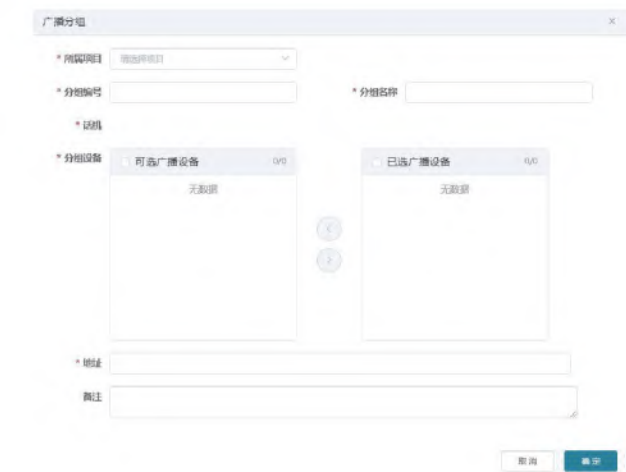 广播分组
* 所属项目 请选择项目
* 分组编号
* 分组名称
* 话机
* 分组设备
可选广播设备 0/0
无数据
已选广播设备 0/0
无数据
* 地址
备注
取消 确定